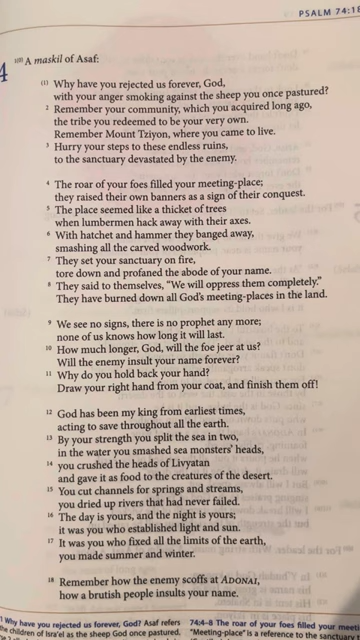 PSALM 74:18
4 ⁽⁰⁾ A maskil of Asaf:
⁽¹⁾ Why have you rejected us forever, God,
with your anger smoking against the sheep you once pastured?
² Remember your community, which you acquired long ago,
the tribe you redeemed to be your very own.
Remember Mount Tziyon, where you came to live.
³ Hurry your steps to these endless ruins,
to the sanctuary devastated by the enemy.
⁴ The roar of your foes filled your meeting-place;
they raised their own banners as a sign of their conquest.
⁵ The place seemed like a thicket of trees
when lumbermen hack away with their axes.
⁶ With hatchet and hammer they banged away,
smashing all the carved woodwork.
⁷ They set your sanctuary on fire,
tore down and profaned the abode of your name.
⁸ They said to themselves, "We will oppress them completely."
They have burned down all God's meeting-places in the land.
⁹ We see no signs, there is no prophet any more;
none of us knows how long it will last.
¹⁰ How much longer, God, will the foe jeer at us?
Will the enemy insult your name forever?
¹¹ Why do you hold back your hand?
Draw your right hand from your coat, and finish them off!
¹² God has been my king from earliest times,
acting to save throughout all the earth.
¹³ By your strength you split the sea in two,
in the water you smashed sea monsters' heads,
¹⁴ you crushed the heads of Livyatan
and gave it as food to the creatures of the desert.
¹⁵ You cut channels for springs and streams,
you dried up rivers that had never failed.
¹⁶ The day is yours, and the night is yours;
it was you who established light and sun.
¹⁷ It was you who fixed all the limits of the earth,
you made summer and winter.
¹⁸ Remember how the enemy scoffs at ADONAI,
how a brutish people insults your name.
1 Why have you rejected us forever, God? Asaf refers
the children of Isra'el as the sheep God once pastured.
74:4–8 The roar of your foes filled your meeti
"Meeting-place" is a reference to the sanctuary